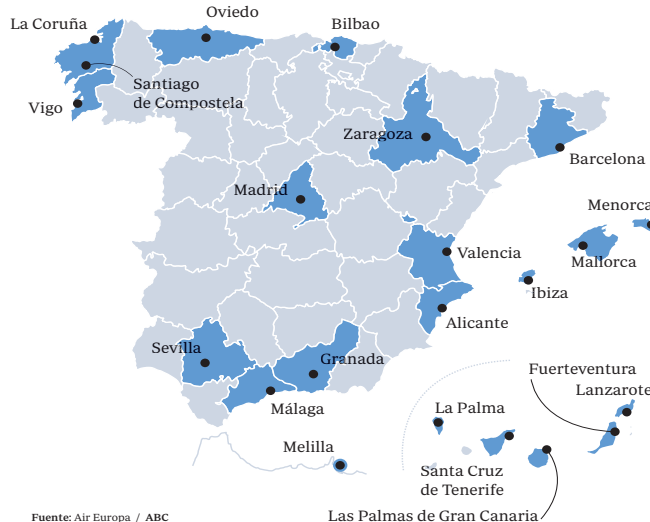 Oviedo
Bilbao
La Coruña
Santiago
de Compostela
Vigo
Zaragoza
Barcelona
Madrid
Menorca
Valencia
Mallorca
Ibiza
Alicante
Sevilla
Granada
Málaga
Fuerteventura
Lanzarote
La Palma
Melilla
Santa Cruz
de Tenerife
Las Palmas de Gran Canaria
Fuente: Air Europa / ABC